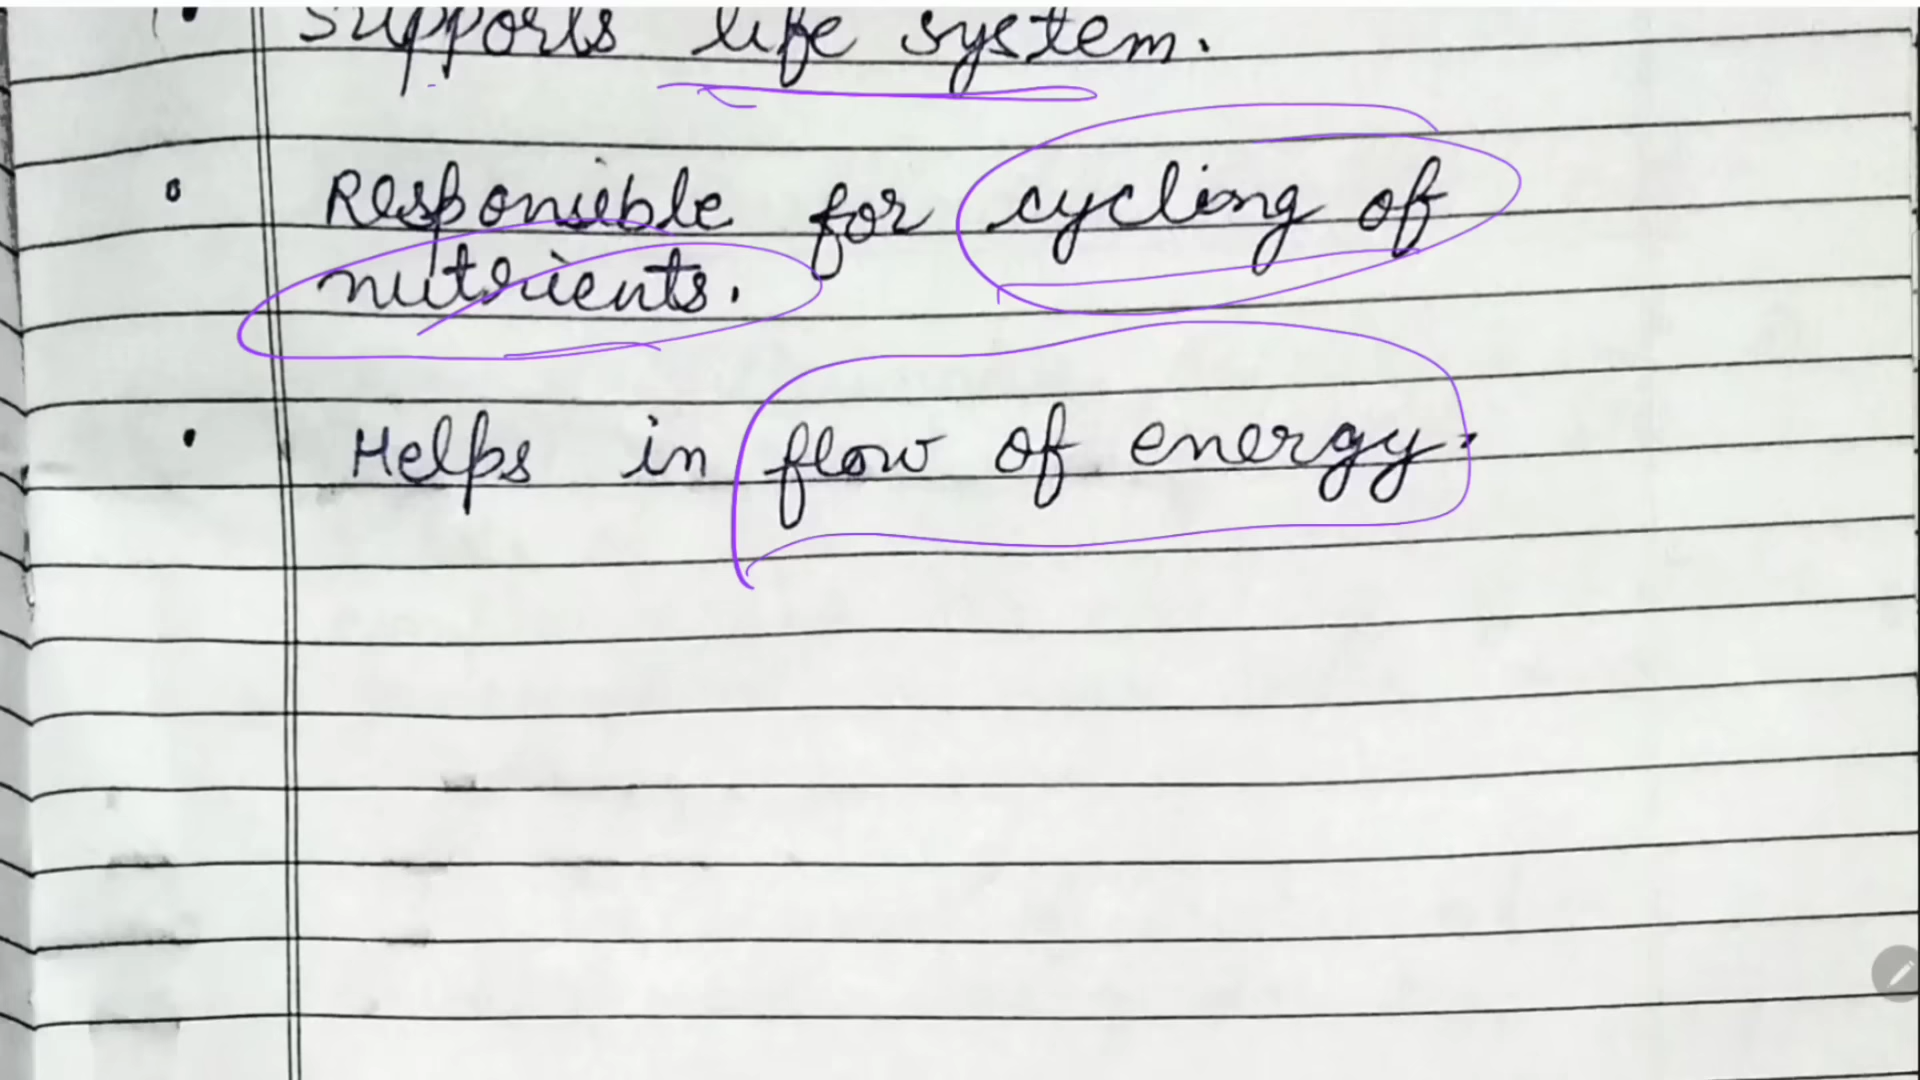 • Supports life system.
• Responsible for cycling of
nutrients.
• Helps in flow of energy.